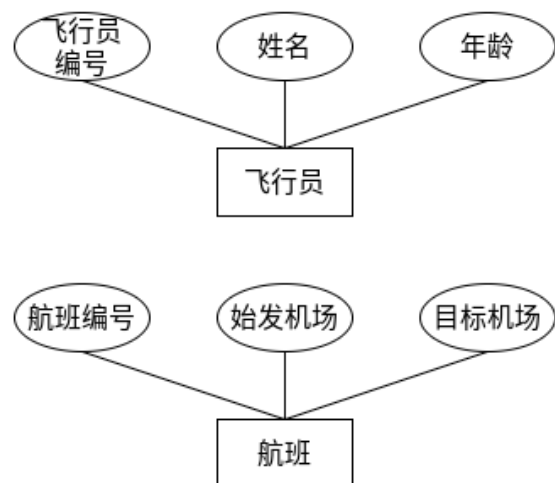 飞行员
编号
姓名
年龄
飞行员
航班编号
始发机场
目标机场
航班